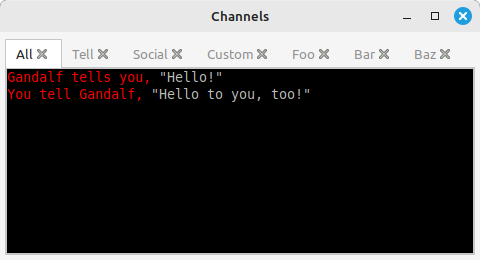 Channels
All Tell Social Custom Foo Bar Baz
Gandalf tells you, "Hello!"
You tell Gandalf, "Hello to you, too!"